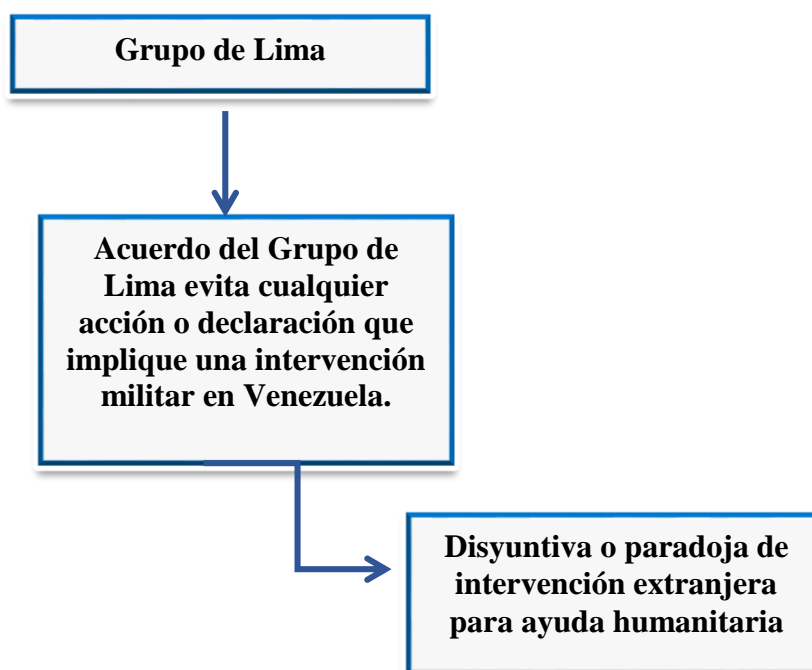 Grupo de Lima
Acuerdo del Grupo de
Lima evita cualquier
acción o declaración que
implique una intervención
militar en Venezuela.
Disyuntiva o paradoja de
intervención extranjera
para ayuda humanitaria